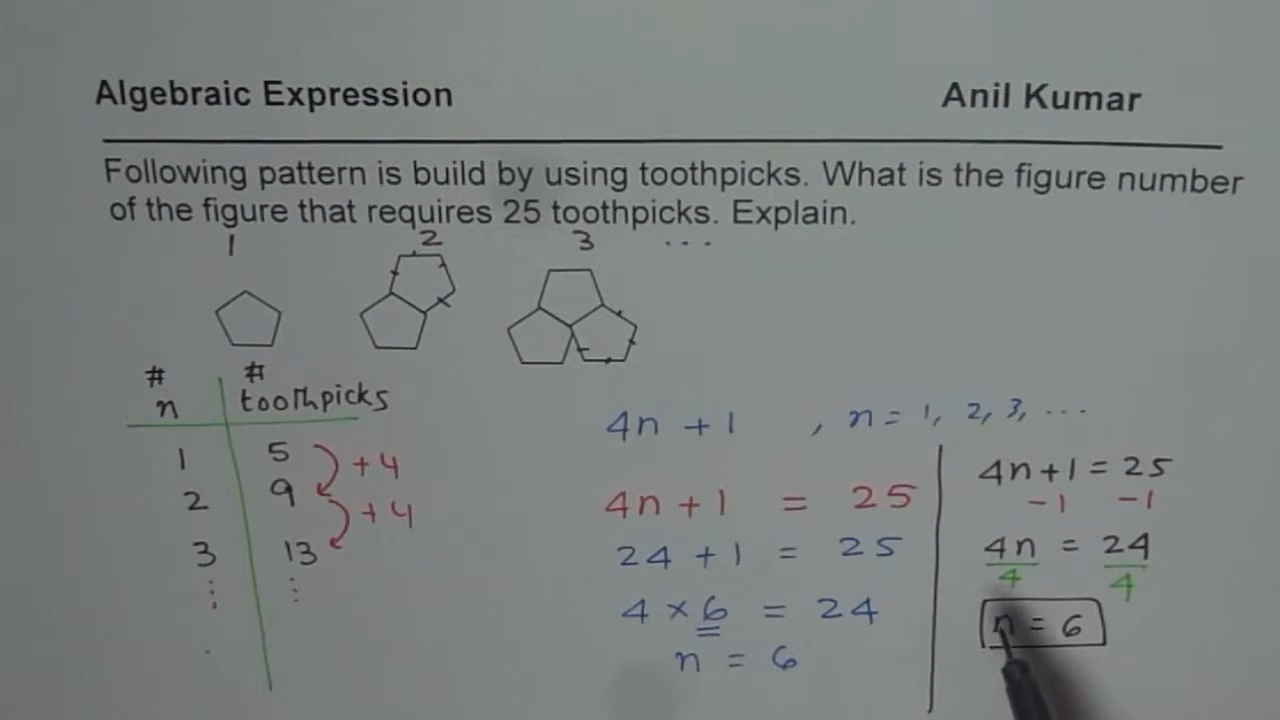 Algebraic Expression
Anil Kumar
Following pattern is build by using toothpicks. What is the figure number
of the figure that requires 25 toothpicks. Explain.
1 2 3 ...
# #
n toothpicks
1 5
+4
2 9
+4
3 13
⋮ ⋮
4n + 1 , n = 1, 2, 3, ...
4n + 1 = 25
24 + 1 = 25
4 × 6 = 24
n = 6
4n + 1 = 25
-1 -1
4n = 24
4 4
n = 6